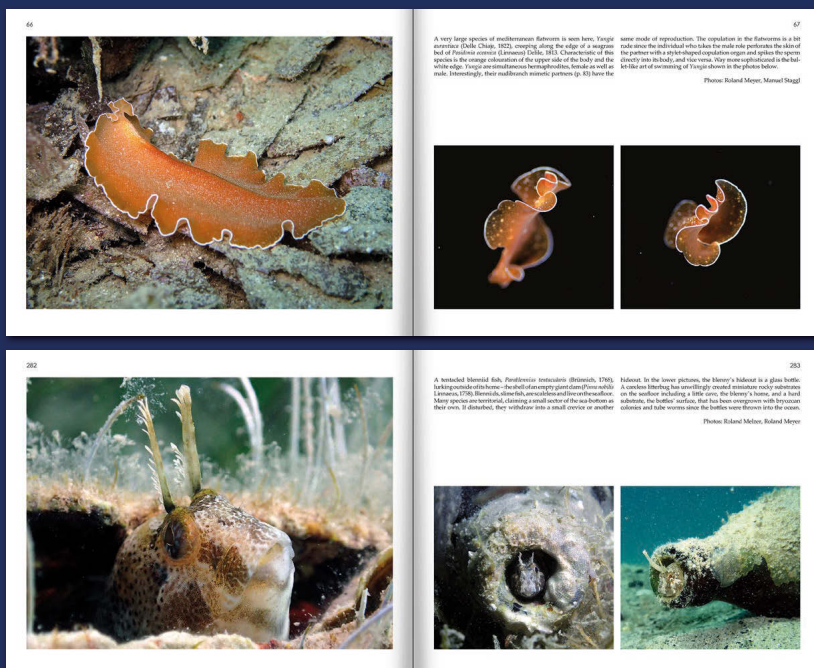 66
67
A very large species of mediterranean flatworm is seen here, Yungia
aurantiaca (Delle Chiaje, 1822), creeping along the edge of a seagrass
bed of Posidonia oceanica (Linnaeus) Delile, 1813. Characteristic of this
species is the orange colouration of the upper side of the body and the
white edge. Yungia are simultaneous hermaphrodites, female as well as
male. Interestingly, their nudibranch mimetic partners (p. 83) have the
same mode of reproduction. The copulation in the flatworms is a bit
rude since the individual who takes the male role perforates the skin of
the partner with a stylet-shaped copulation organ and spikes the sperm
directly into its body, and vice versa. Way more sophisticated is the bal-
let-like art of swimming of Yungia shown in the photos below.
Photos: Roland Meyer, Manuel Staggl
282
283
A tentacled blenniid fish, Parablennius tentacularis (Brünnich, 1768),
lurking outside of its home – the shell of an empty giant clam (Pinna nobilis
Linnaeus, 1758). Blenniids, slime fish, are scaleless and live on the seafloor.
Many species are territorial, claiming a small sector of the sea-bottom as
their own. If disturbed, they withdraw into a small crevice or another
hideout. In the lower pictures, the blenny's hideout is a glass bottle.
A careless litterbug has unwillingly created miniature rocky substrates
on the seafloor including a little cave, the blenny's home, and a hard
substrate, the bottles' surface, that has been overgrown with bryozoan
colonies and tube worms since the bottles were thrown into the ocean.
Photos: Roland Melzer, Roland Meyer